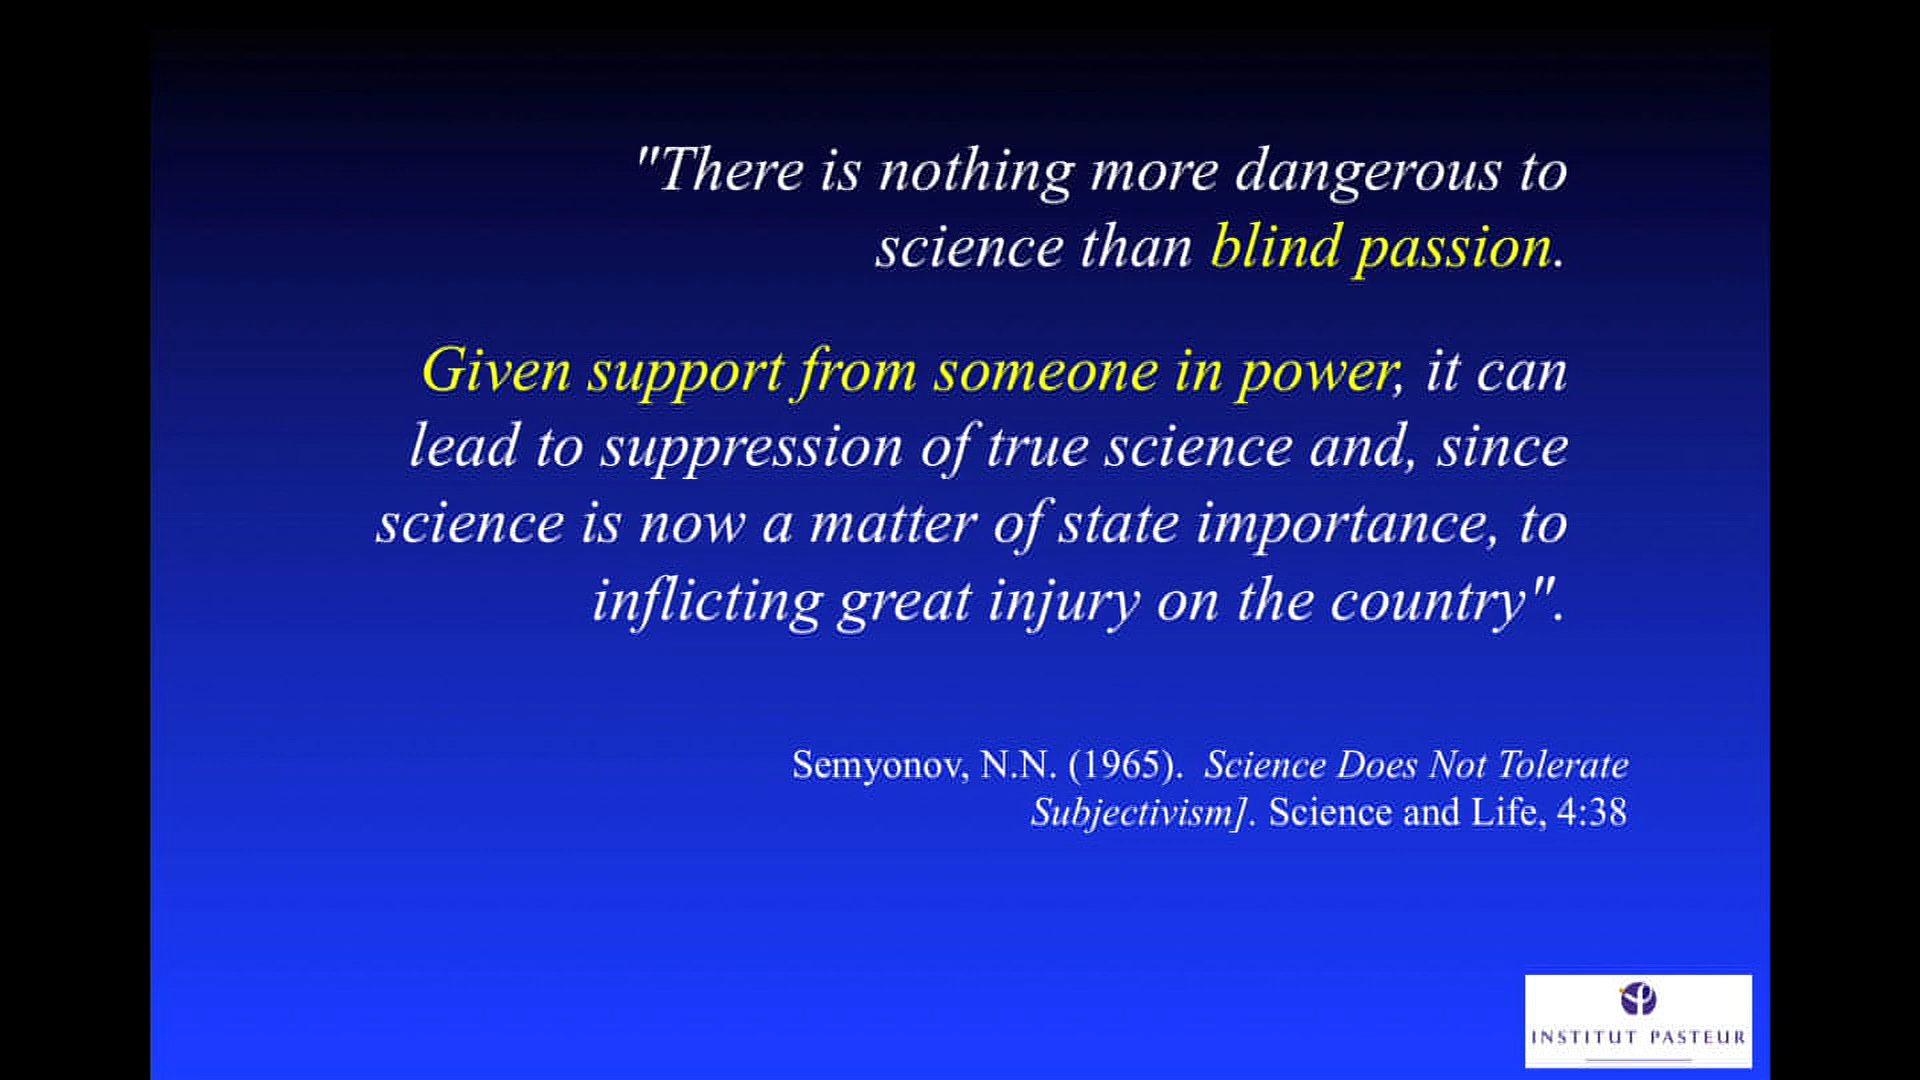 "There is nothing more dangerous to
science than blind passion.
Given support from someone in power, it can
lead to suppression of true science and, since
science is now a matter of state importance, to
inflicting great injury on the country".
Semyonov, N.N. (1965). Science Does Not Tolerate
Subjectivism]. Science and Life, 4:38
INSTITUT PASTEUR